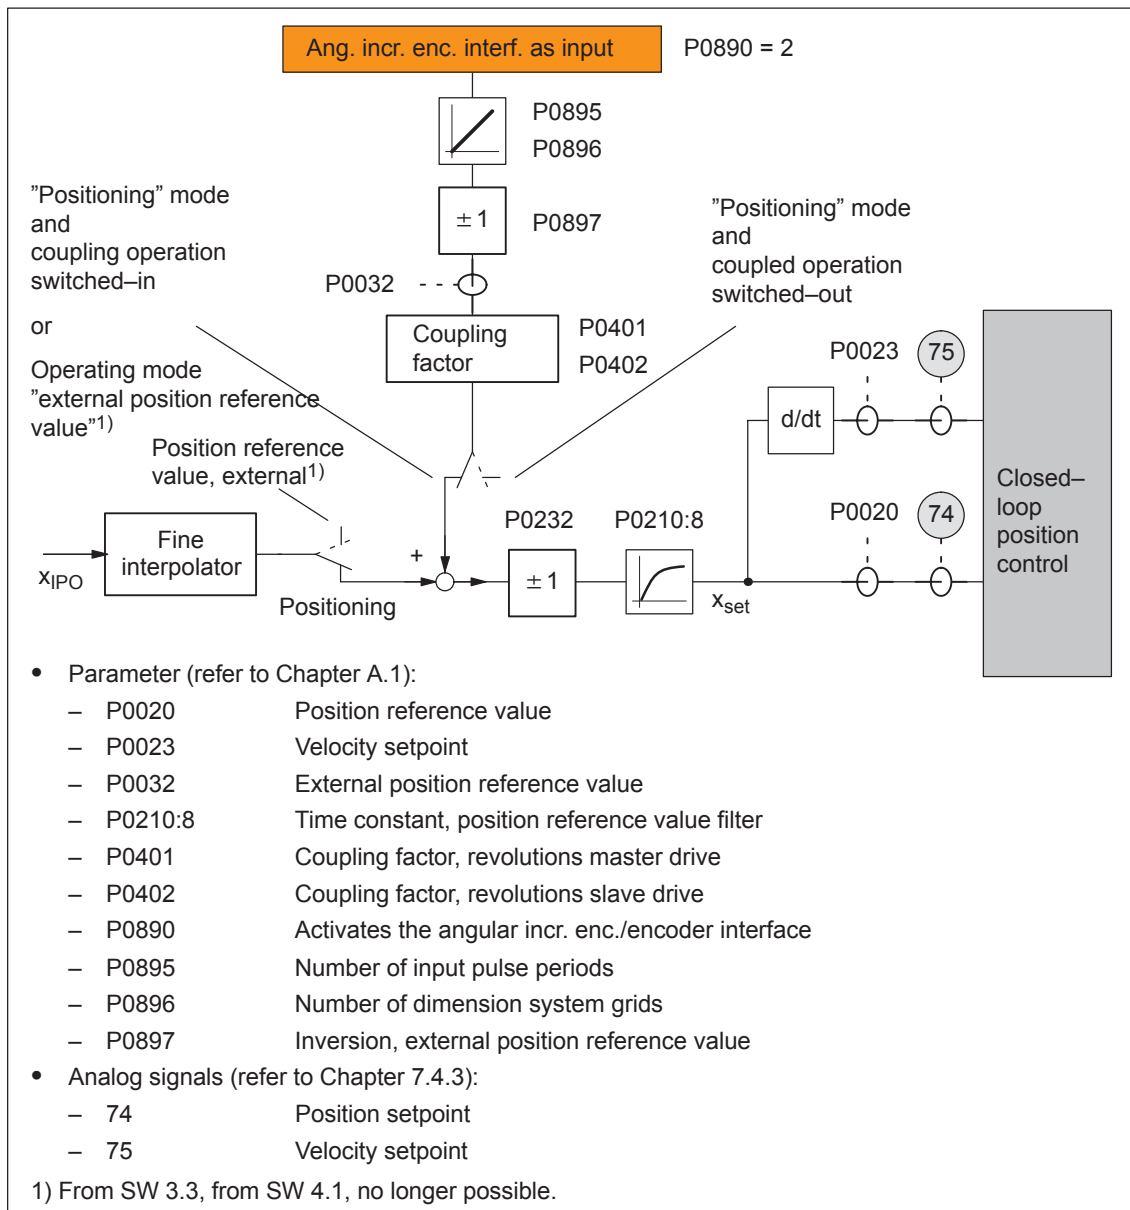 Ang. incr. enc. interf. as input
P0890 = 2
P0895
P0896
± 1
P0897
P0032
Coupling
factor
P0401
P0402
"Positioning" mode
and
coupling operation
switched–in
or
Operating mode
"external position reference
value"1)
"Positioning" mode
and
coupled operation
switched–out
Position reference
value, external1)
xIPO
Fine
interpolator
Positioning
+
P0232
± 1
P0210:8
xset
d/dt
P0023
75
P0020
74
Closed–
loop
position
control
• Parameter (refer to Chapter A.1):
– P0020 Position reference value
– P0023 Velocity setpoint
– P0032 External position reference value
– P0210:8 Time constant, position reference value filter
– P0401 Coupling factor, revolutions master drive
– P0402 Coupling factor, revolutions slave drive
– P0890 Activates the angular incr. enc./encoder interface
– P0895 Number of input pulse periods
– P0896 Number of dimension system grids
– P0897 Inversion, external position reference value
• Analog signals (refer to Chapter 7.4.3):
– 74 Position setpoint
– 75 Velocity setpoint
1) From SW 3.3, from SW 4.1, no longer possible.